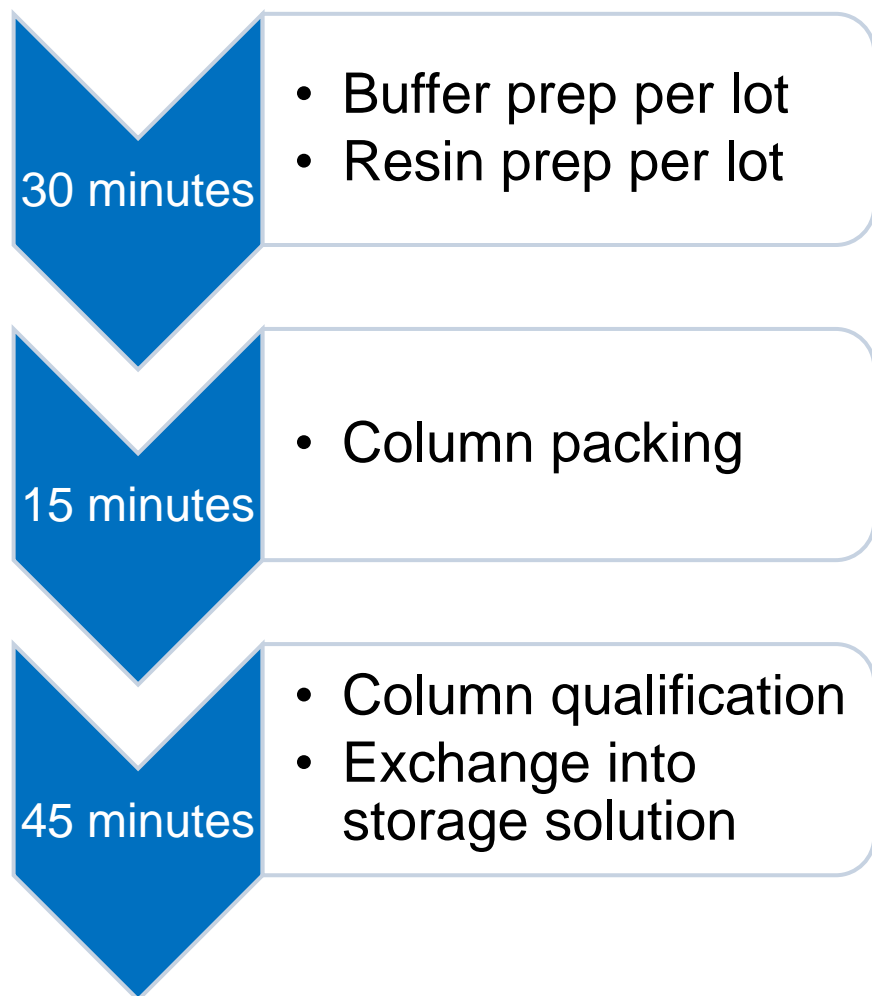 30 minutes
• Buffer prep per lot
• Resin prep per lot
15 minutes
• Column packing
45 minutes
• Column qualification
• Exchange into
storage solution